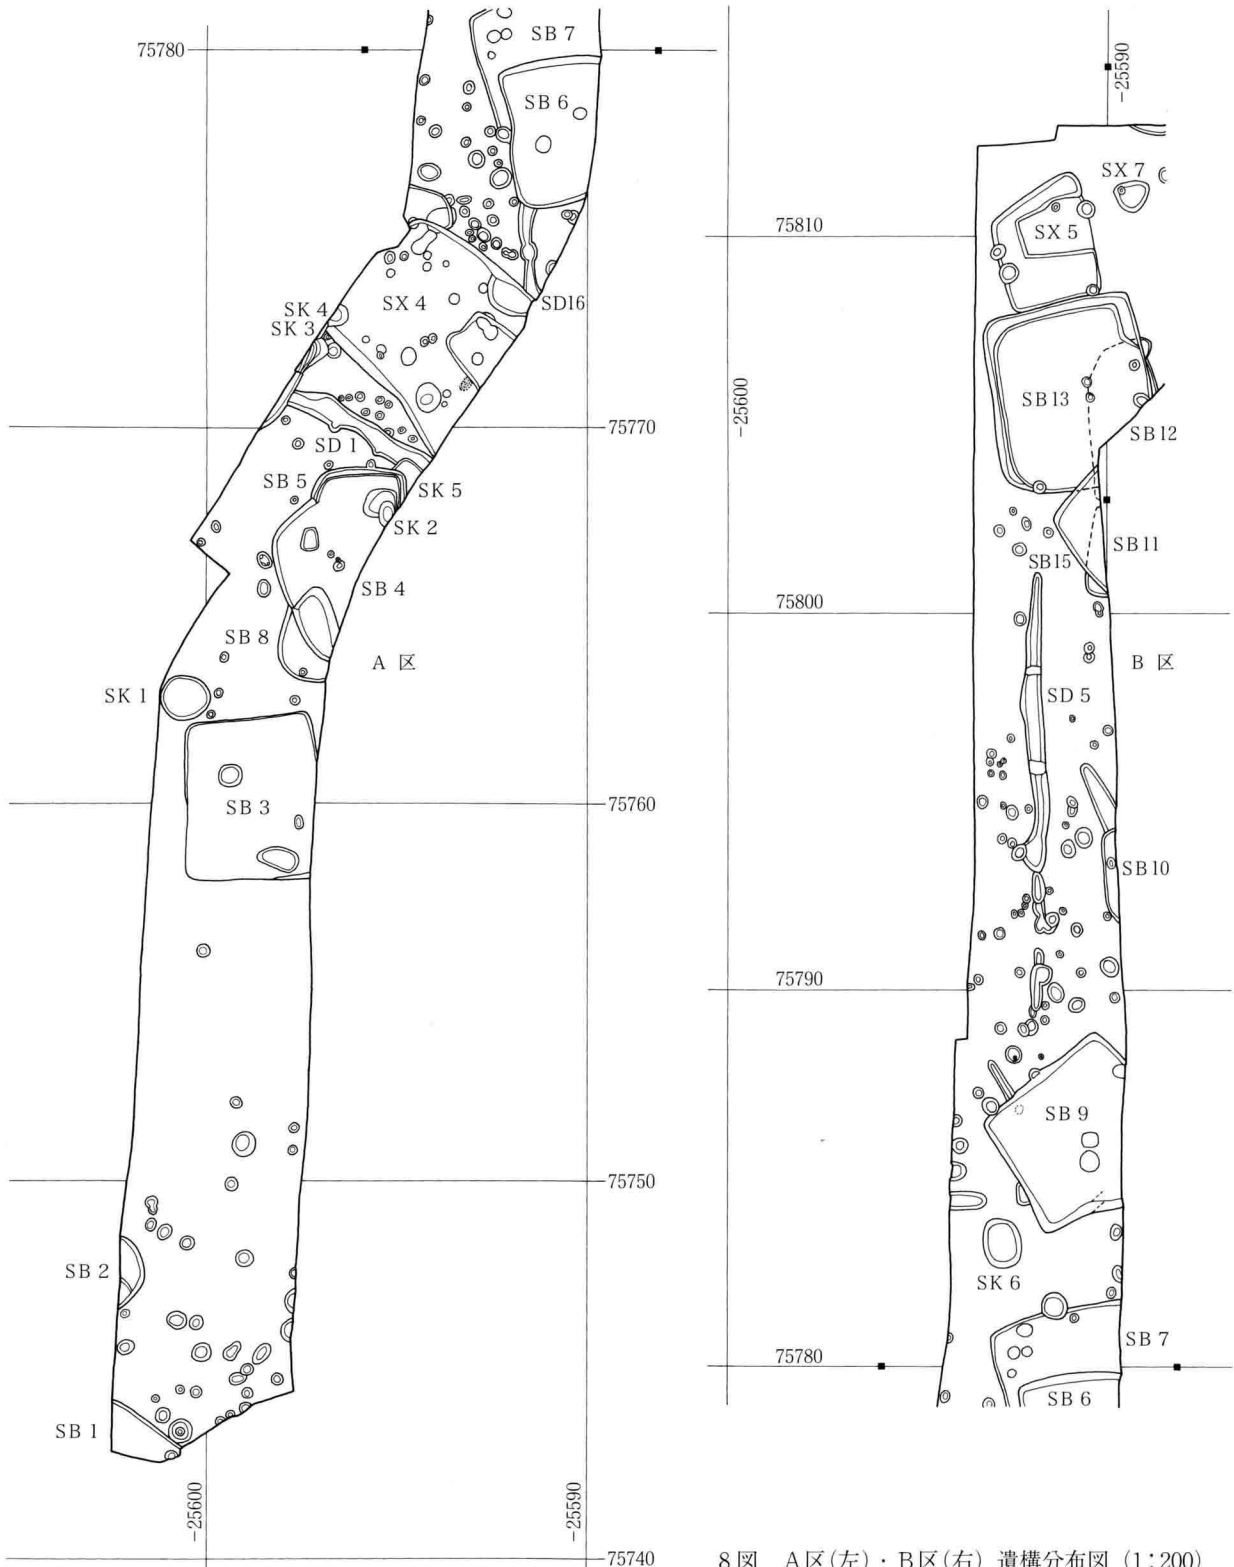 75780
SB 7
SB 6
SK 4
SK 3
SX 4
SD16
75770
SD 1
SB 5
SK 5
SK 2
SB 4
SB 8
A 区
SK 1
75760
SB 3
75750
SB 2
SB 1
-25600
-25590
75740
-25590
SX 7
75810
SX 5
-25600
SB13
SB12
SB11
SB15
75800
B 区
SD 5
SB10
75790
SB 9
SK 6
SB 7
75780
SB 6
8図 A区(左)・B区(右) 遺構分布図 (1:200)